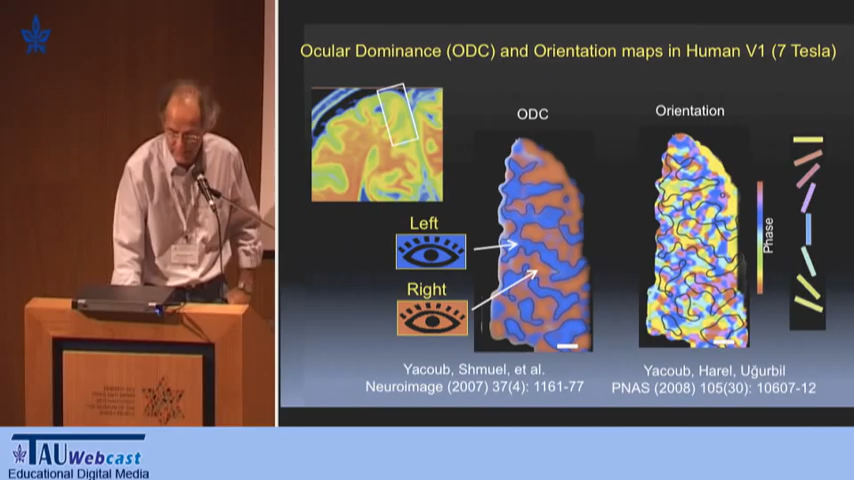 Ocular Dominance (ODC) and Orientation maps in Human V1 (7 Tesla)
ODC
Orientation
Left
Right
Phase
Yacoub, Shmuel, et al.
Neuroimage (2007) 37(4): 1161-77
Yacoub, Harel, Uğurbil
PNAS (2008) 105(30): 10607-12
TAU Webcast
Educational Digital Media